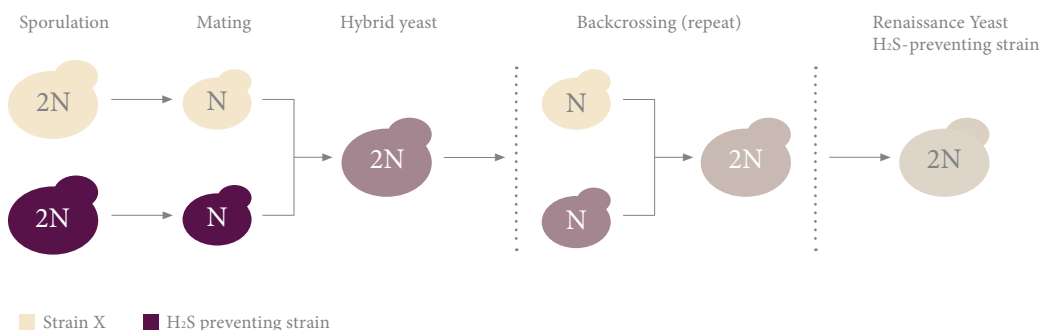 Sporulation
Mating
Hybrid yeast
Backcrossing (repeat)
Renaissance Yeast
H₂S-preventing strain
2N
N
2N
N
2N
N
N
2N
2N
Strain X
H₂S preventing strain